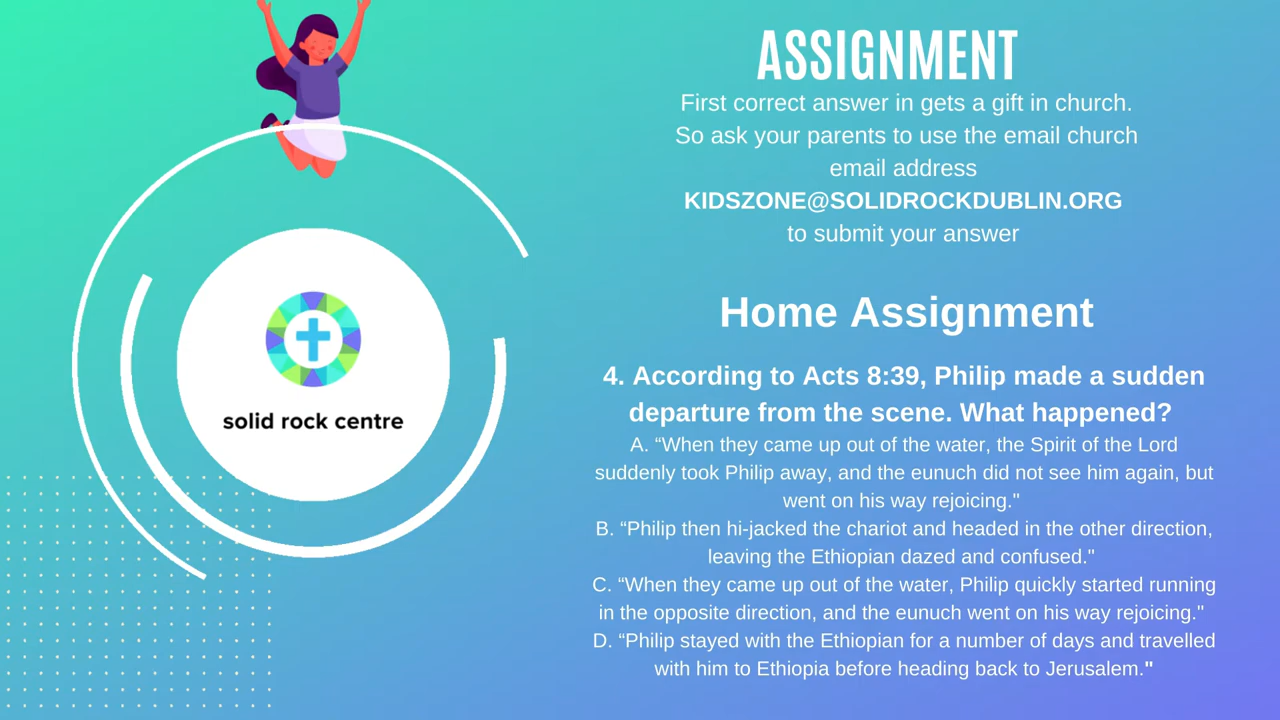 ASSIGNMENT
First correct answer in gets a gift in church.
So ask your parents to use the email church
email address
KIDSZONE@SOLIDROCKDUBLIN.ORG
to submit your answer
solid rock centre
Home Assignment
4. According to Acts 8:39, Philip made a sudden
departure from the scene. What happened?
A. “When they came up out of the water, the Spirit of the Lord
suddenly took Philip away, and the eunuch did not see him again, but
went on his way rejoicing."
B. “Philip then hi-jacked the chariot and headed in the other direction,
leaving the Ethiopian dazed and confused."
C. “When they came up out of the water, Philip quickly started running
in the opposite direction, and the eunuch went on his way rejoicing."
D. “Philip stayed with the Ethiopian for a number of days and travelled
with him to Ethiopia before heading back to Jerusalem."